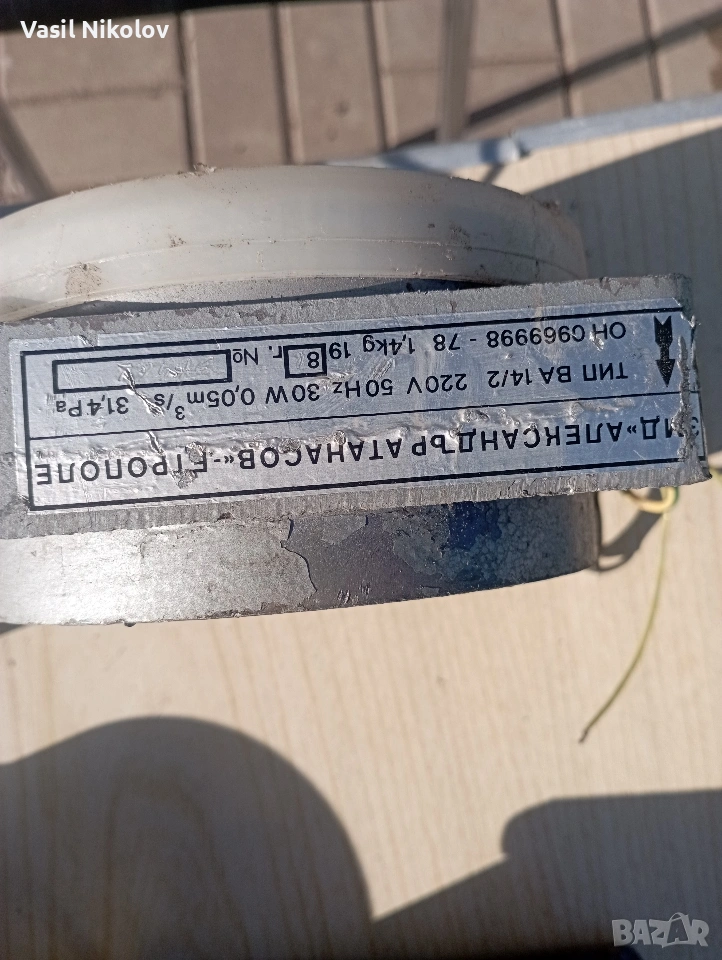 Vasil Nikolov
ЗМД»АЛЕКСАНДЪР АТАНАСОВ«-ЕТРОПОЛЕ
ТИП ВА 14/2 220V 50Hz 30W 0,05m³/s 31,4Pa
ОН 0969998 - 78 1,4kg 19 8 г. №
BAZAR